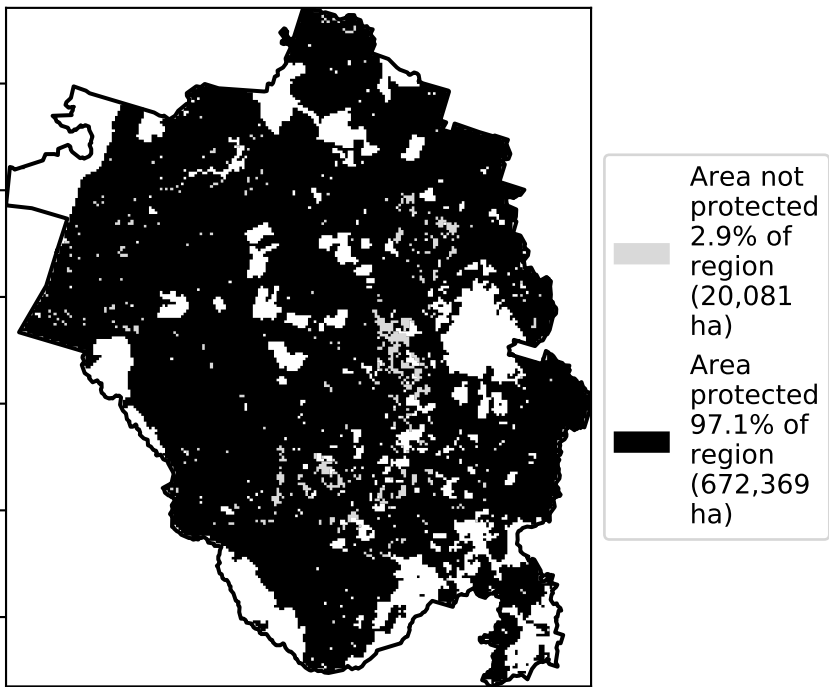 Area not
protected
2.9% of
region
(20,081
ha)
Area
protected
97.1% of
region
(672,369
ha)